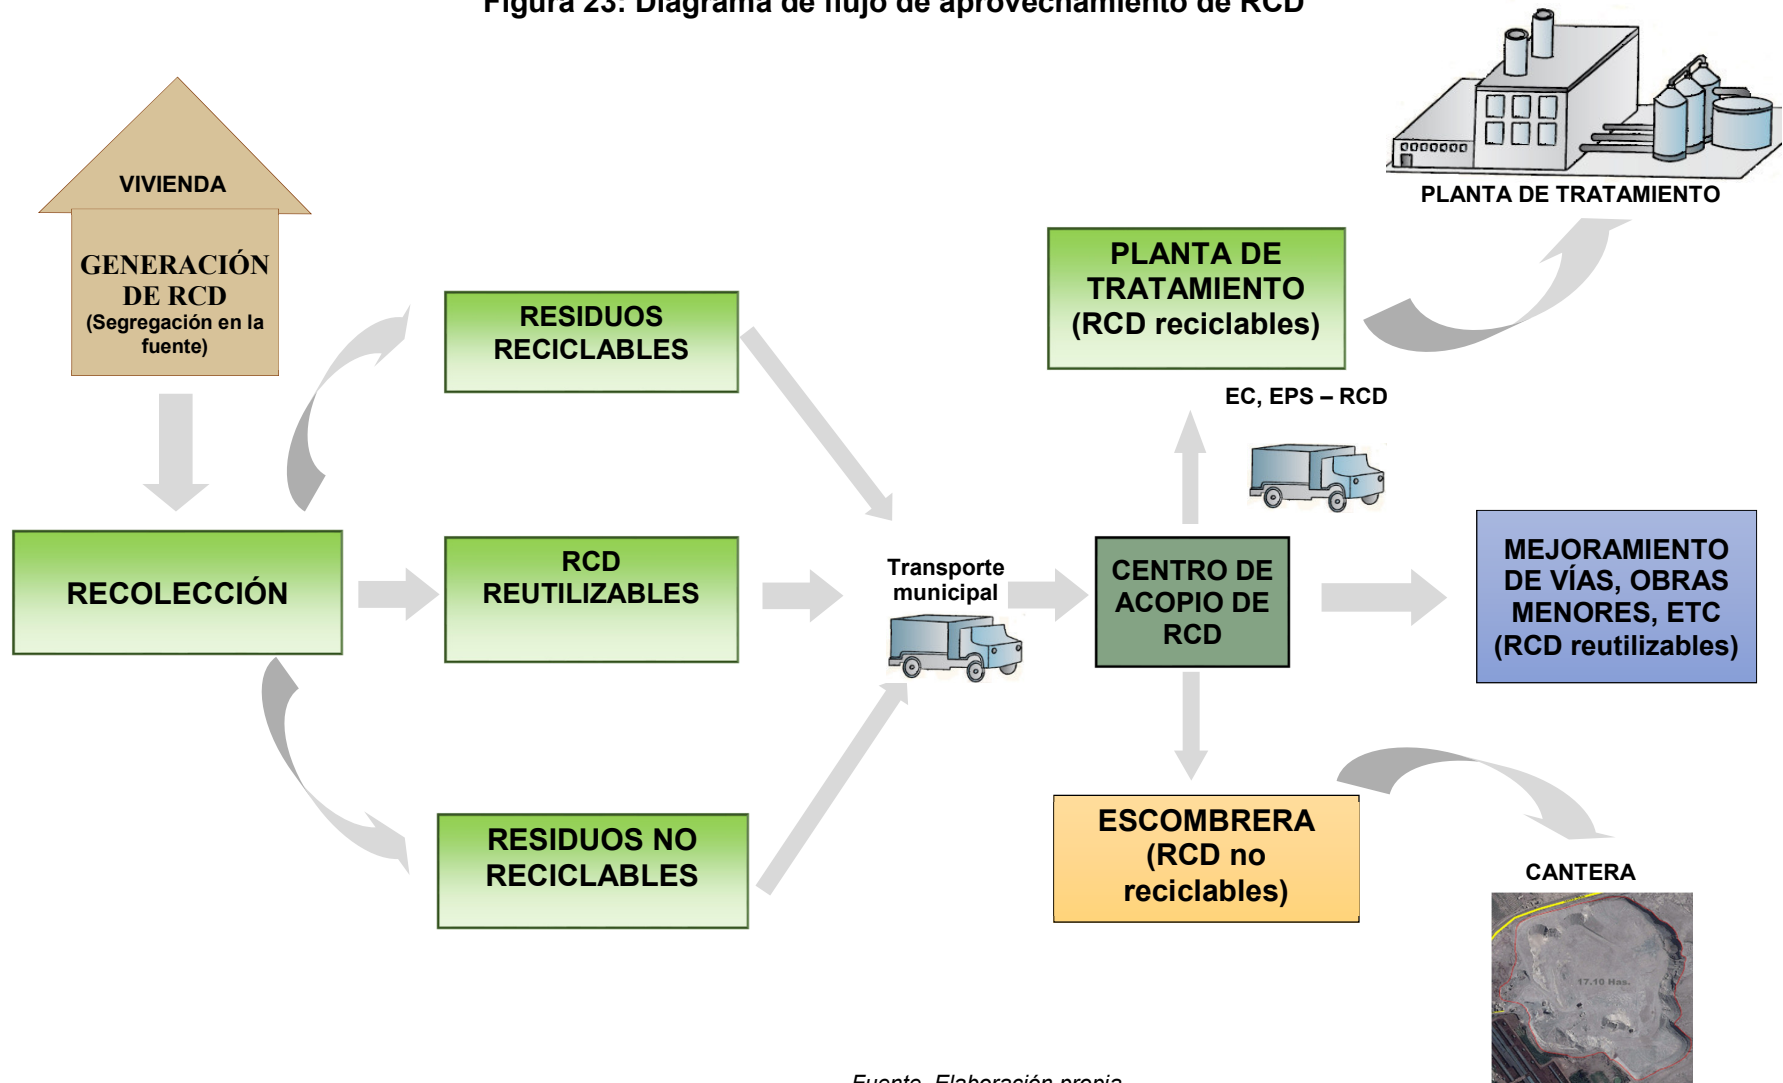 Figura 23: Diagrama de flujo de aprovechamiento de RCD
VIVIENDA
GENERACIÓN
DE RCD
(Segregación en la
fuente)
RECOLECCIÓN
RESIDUOS
RECICLABLES
RCD
REUTILIZABLES
RESIDUOS NO
RECICLABLES
Transporte
municipal
CENTRO DE
ACOPIO DE
RCD
PLANTA DE
TRATAMIENTO
(RCD reciclables)
EC, EPS – RCD
PLANTA DE TRATAMIENTO
MEJORAMIENTO
DE VÍAS, OBRAS
MENORES, ETC
(RCD reutilizables)
ESCOMBRERA
(RCD no
reciclables)
CANTERA
17.10 Has.
Fuente. Elaboración propia